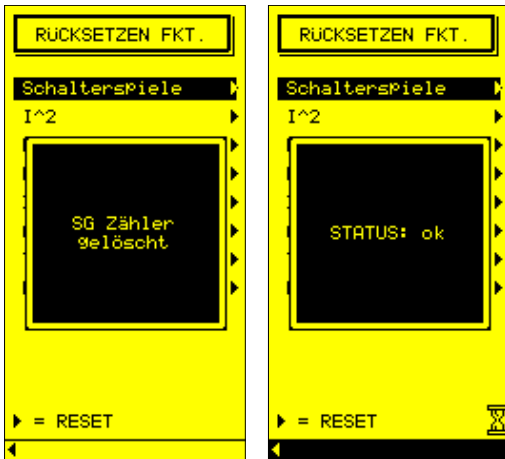 RÜCKSETZEN FKT.
Schalterspiele
I^2
SG Zähler
gelöscht
= RESET
RÜCKSETZEN FKT.
Schalterspiele
I^2
STATUS: ok
= RESET